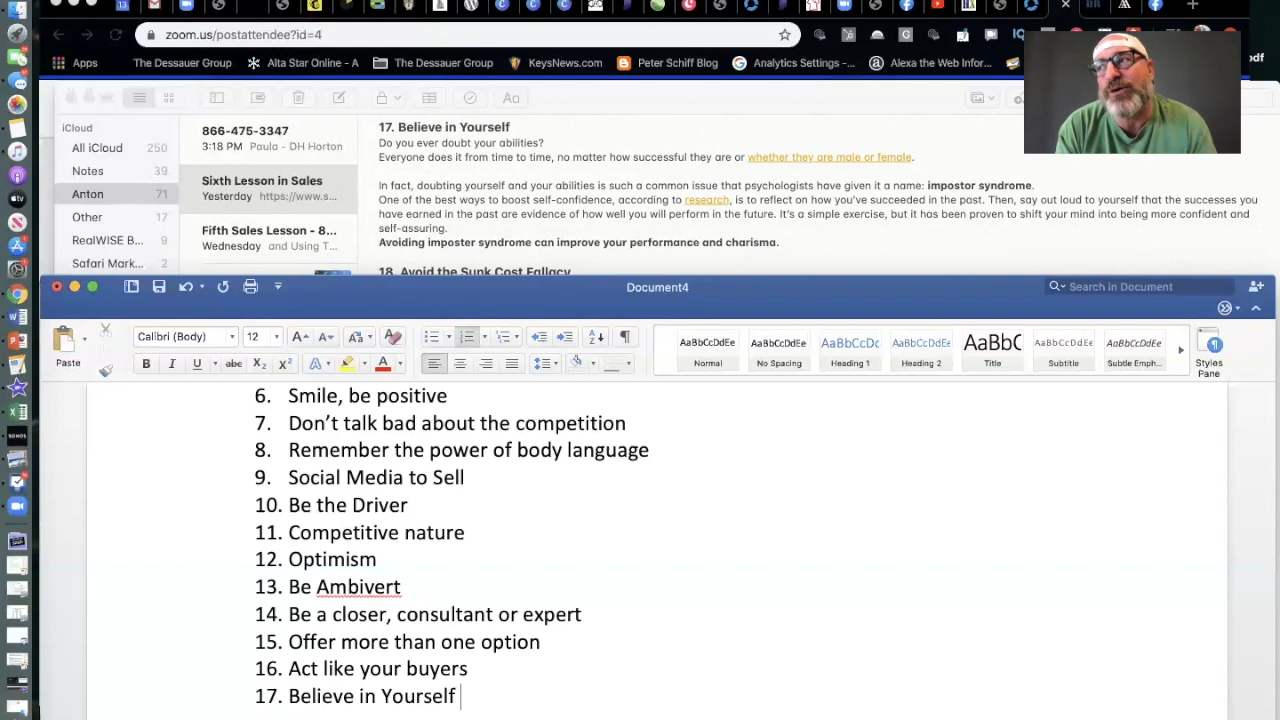 zoom.us/postattendee?id=4
Apps The Dessauer Group Alta Star Online - A The Dessauer Group KeysNews.com Peter Schiff Blog Analytics Settings -... Alexa the Web Infor...
iCloud
All iCloud 250
Notes 39
Anton 71
Other 17
RealWISE B... 9
Safari Mark... 2
866-475-3347
3:18 PM Paula - DH Horton
Sixth Lesson in Sales
Yesterday https://www.s...
Fifth Sales Lesson - 8...
Wednesday and Using T...
17. Believe in Yourself
Do you ever doubt your abilities?
Everyone does it from time to time, no matter how successful they are or whether they are male or female.
In fact, doubting yourself and your abilities is such a common issue that psychologists have given it a name: impostor syndrome.
One of the best ways to boost self-confidence, according to research, is to reflect on how you've succeeded in the past. Then, say out loud to yourself that the successes you
have earned in the past are evidence of how well you will perform in the future. It's a simple exercise, but it has been proven to shift your mind into being more confident and
self-assuring.
Avoiding imposter syndrome can improve your performance and charisma.
18. Avoid the Sunk Cost Fallacy
Document4
Search in Document
Paste
Calibri (Body) 12
AaBbCcDdEe AaBbCcDdEe AaBbCcDc AaBbCcDdEe AaBbC AaBbCcDdEe AaBbCcDdEe
Normal No Spacing Heading 1 Heading 2 Title Subtitle Subtle Emph...
Styles
Pane
6. Smile, be positive
7. Don't talk bad about the competition
8. Remember the power of body language
9. Social Media to Sell
10. Be the Driver
11. Competitive nature
12. Optimism
13. Be Ambivert
14. Be a closer, consultant or expert
15. Offer more than one option
16. Act like your buyers
17. Believe in Yourself